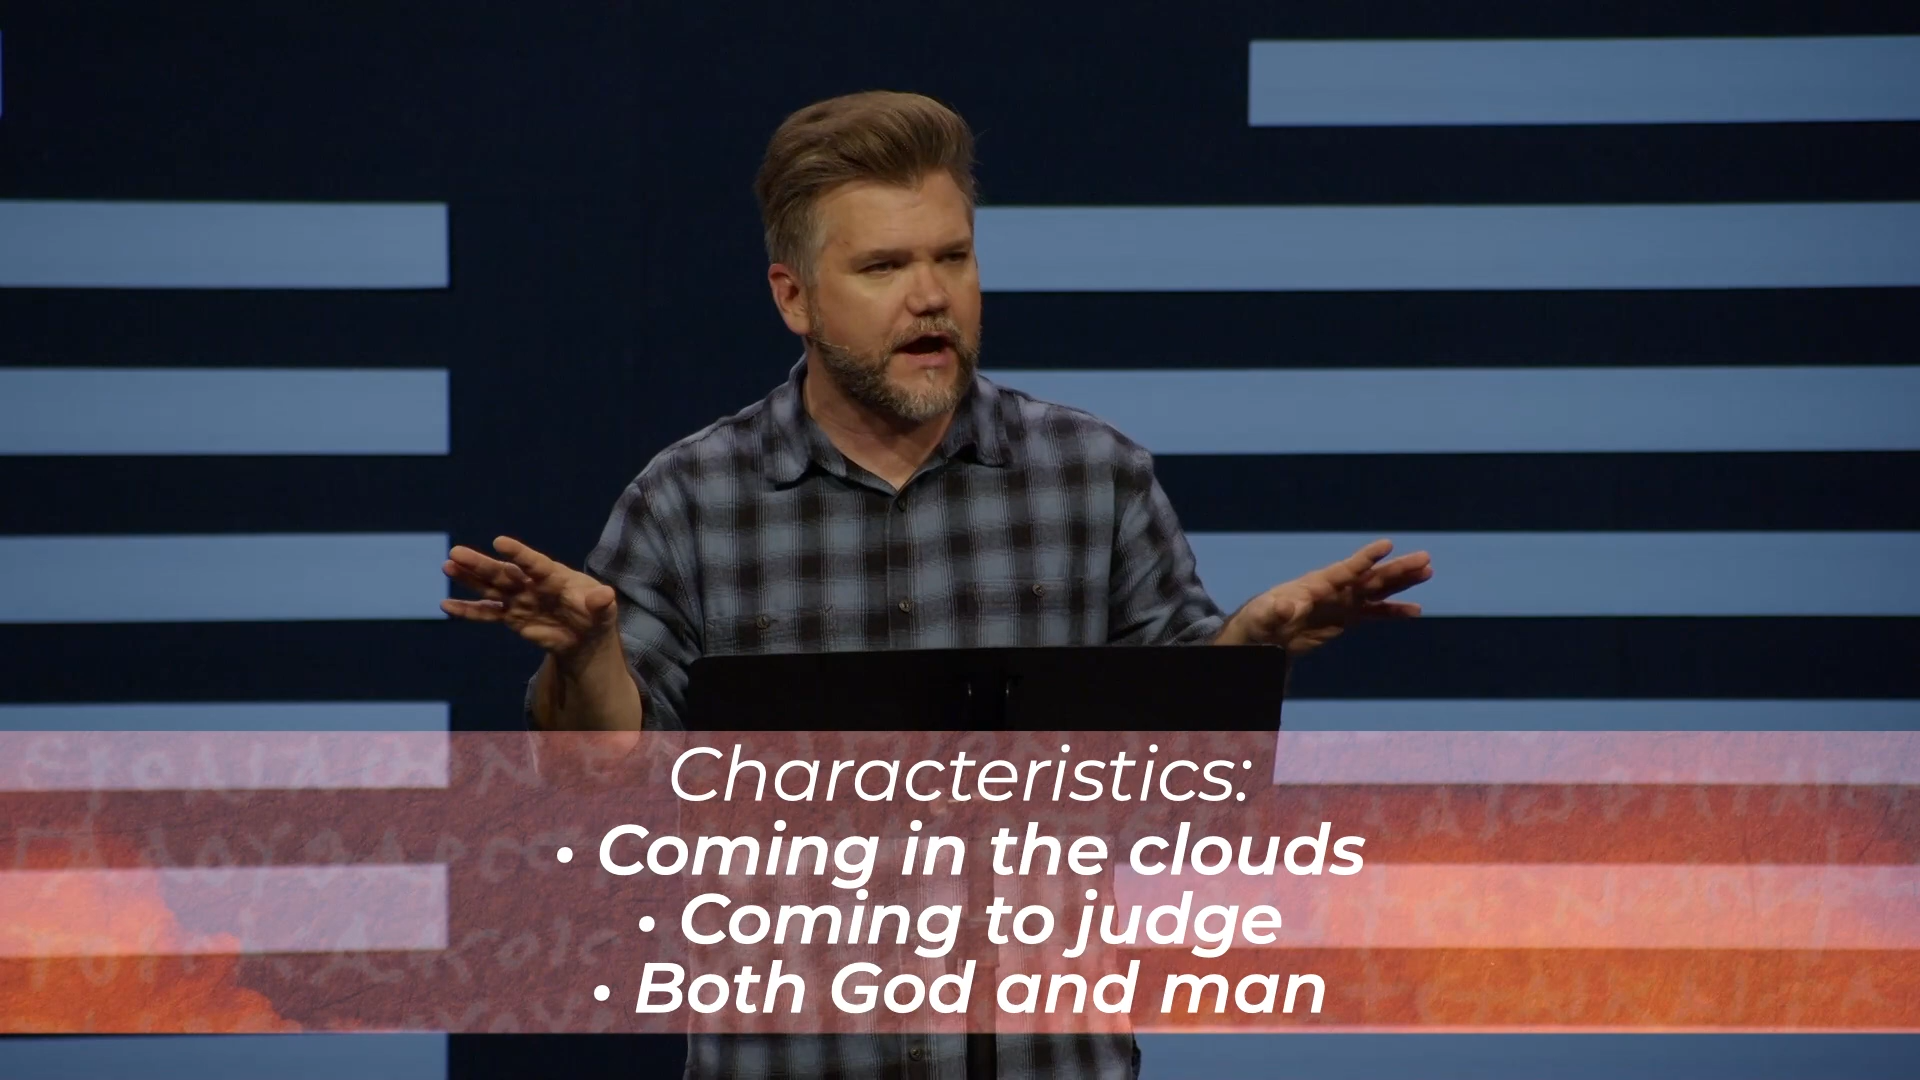 Characteristics:
• Coming in the clouds
• Coming to judge
• Both God and man